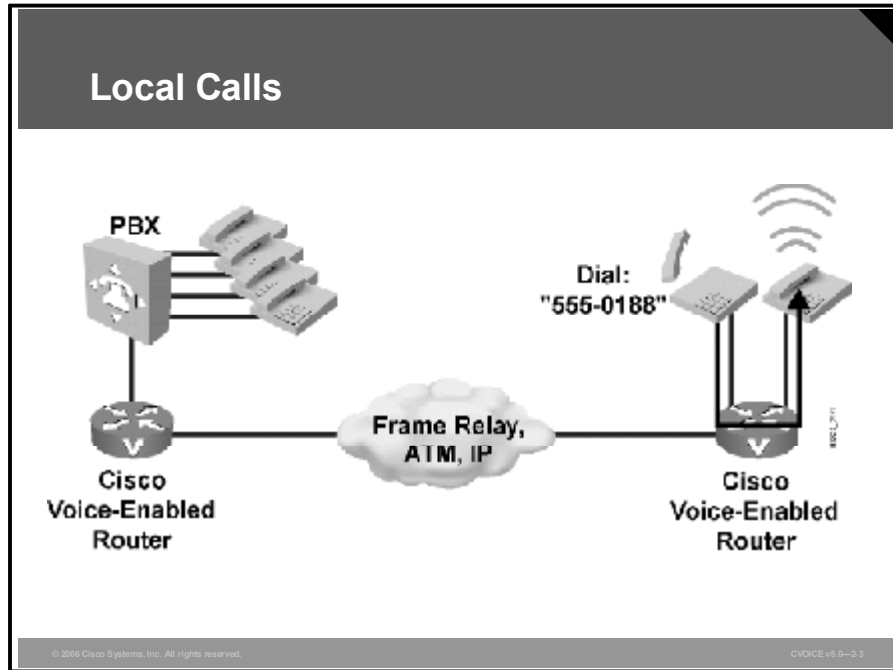 Local Calls
PBX
Dial:
"555-0188"
Frame Relay,
ATM, IP
V
Cisco
Voice-Enabled
Router
V
Cisco
Voice-Enabled
Router
© 2006 Cisco Systems, Inc. All rights reserved.
CVOICE v5.0—2-3